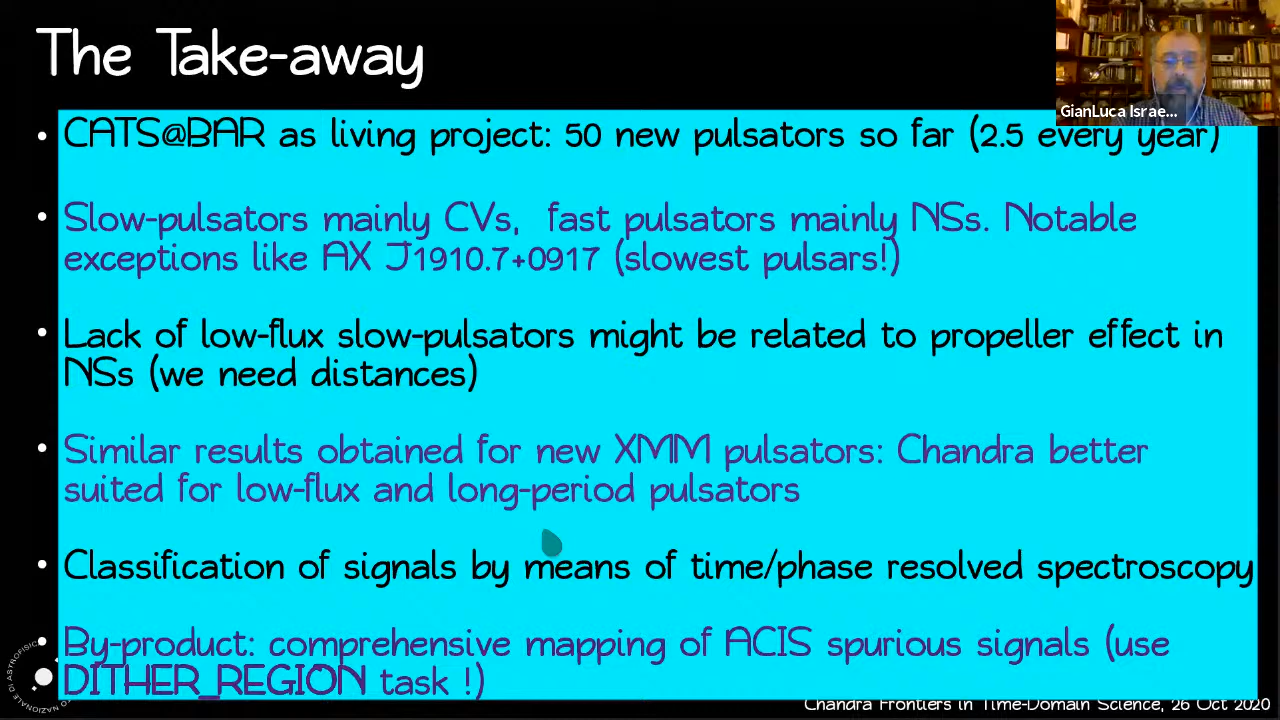 The Take-away
GianLuca Israe...
• CATS@BAR as living project: 50 new pulsators so far (2.5 every year)
• Slow-pulsators mainly CVs, fast pulsators mainly NSs. Notable
exceptions like AX J1910.7+0917 (slowest pulsars!)
• Lack of low-flux slow-pulsators might be related to propeller effect in
NSs (we need distances)
• Similar results obtained for new XMM pulsators: Chandra better
suited for low-flux and long-period pulsators
• Classification of signals by means of time/phase resolved spectroscopy
• By-product: comprehensive mapping of ACIS spurious signals (use
DITHER_REGION task !)
NAZIONALE DI ASTROFISICA
Chandra Frontiers in Time-Domain Science, 26 Oct 2020